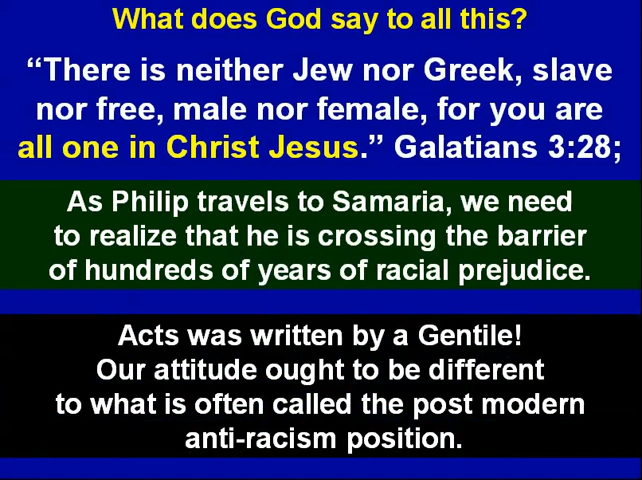 What does God say to all this?
“There is neither Jew nor Greek, slave
nor free, male nor female, for you are
all one in Christ Jesus.” Galatians 3:28;
As Philip travels to Samaria, we need
to realize that he is crossing the barrier
of hundreds of years of racial prejudice.
Acts was written by a Gentile!
Our attitude ought to be different
to what is often called the post modern
anti-racism position.